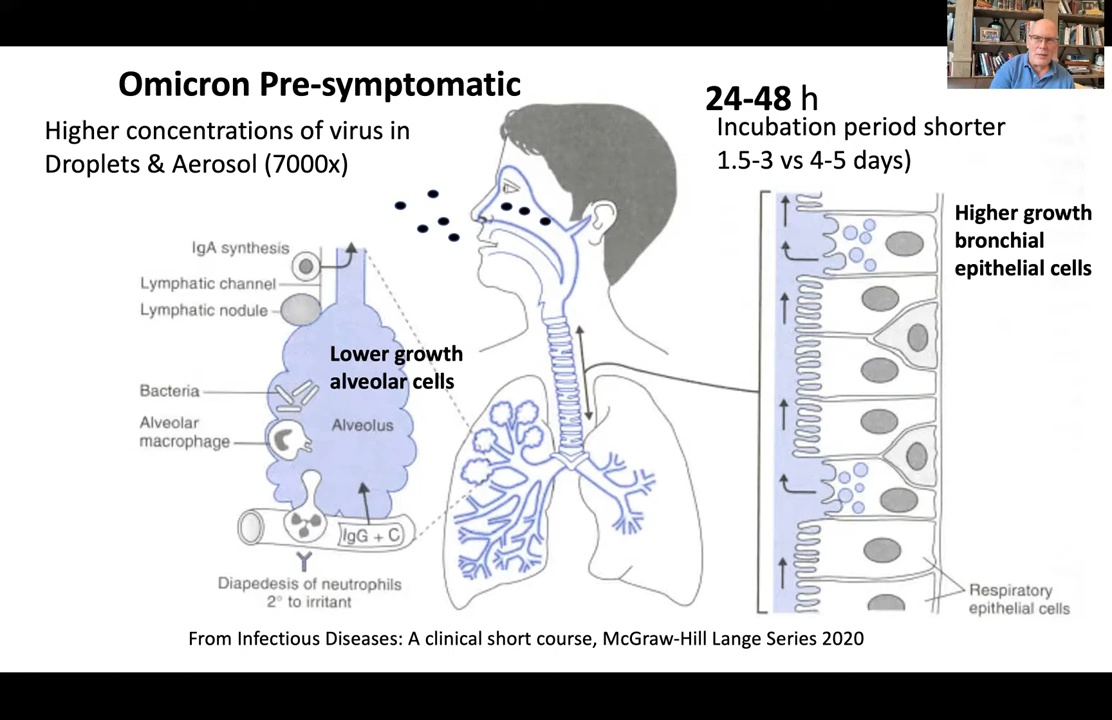 Omicron Pre-symptomatic
Higher concentrations of virus in
Droplets & Aerosol (7000x)
24-48 h
Incubation period shorter
1.5-3 vs 4-5 days)
Higher growth
bronchial
epithelial cells
IgA synthesis
Lymphatic channel
Lymphatic nodule
Lower growth
alveolar cells
Bacteria
Alveolar
macrophage
Alveolus
IgG + C
Diapedesis of neutrophils
2° to irritant
Respiratory
epithelial cells
From Infectious Diseases: A clinical short course, McGraw-Hill Lange Series 2020